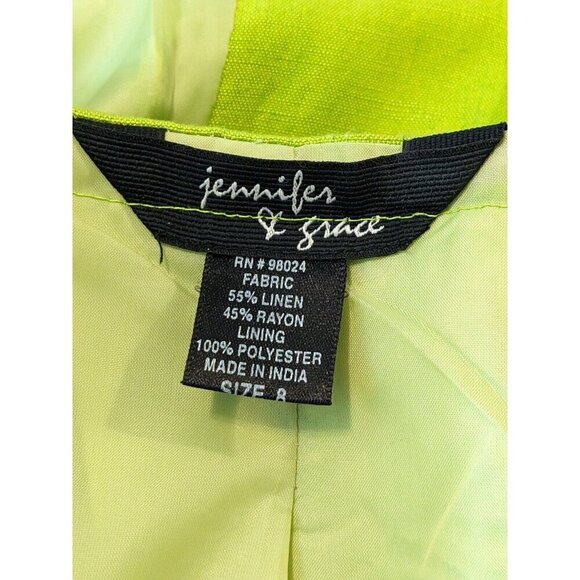 jennifer
& grace
RN # 98024
FABRIC
55% LINEN
45% RAYON
LINING
100% POLYESTER
MADE IN INDIA
SIZE 8